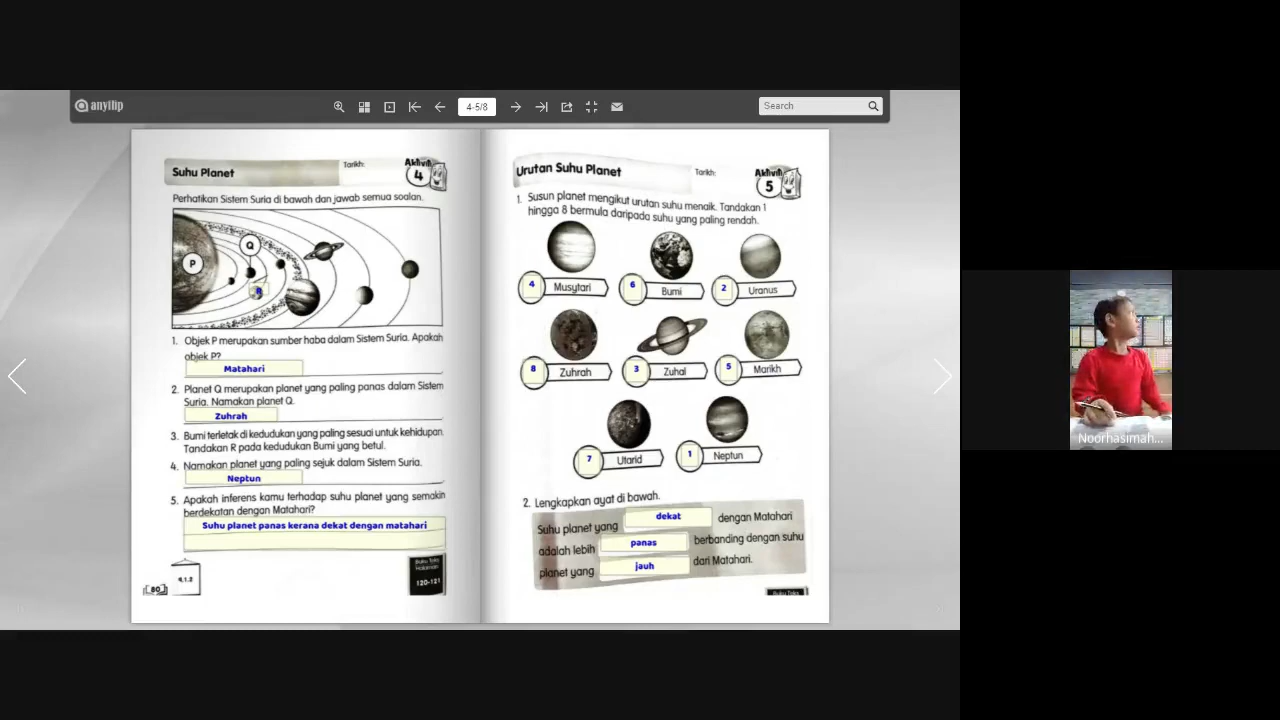 anyflip
4-5/8
Search
Suhu Planet
Tarikh:
Aktiviti
4
Perhatikan Sistem Suria di bawah dan jawab semua soalan.
P
Q
R
1. Objek P merupakan sumber haba dalam Sistem Suria. Apakah
objek P?
Matahari
2. Planet Q merupakan planet yang paling panas dalam Sistem
Suria. Namakan planet Q.
Zuhrah
3. Bumi terletak di kedudukan yang paling sesuai untuk kehidupan.
Tandakan R pada kedudukan Bumi yang betul.
4. Namakan planet yang paling sejuk dalam Sistem Suria.
Neptun
5. Apakah inferens kamu terhadap suhu planet yang semakin
berdekatan dengan Matahari?
Suhu planet panas kerana dekat dengan matahari
9.1.2
80
Buku Teks
Halaman
120-121
Urutan Suhu Planet
Tarikh:
Aktiviti
5
1. Susun planet mengikut urutan suhu menaik. Tandakan 1
hingga 8 bermula daripada suhu yang paling rendah.
4 Musytari
6 Bumi
2 Uranus
8 Zuhrah
3 Zuhal
5 Marikh
7 Utarid
1 Neptun
2. Lengkapkan ayat di bawah.
Suhu planet yang dekat dengan Matahari
adalah lebih panas berbanding dengan suhu
planet yang jauh dari Matahari.
Buku Teks
Noorhasimah...